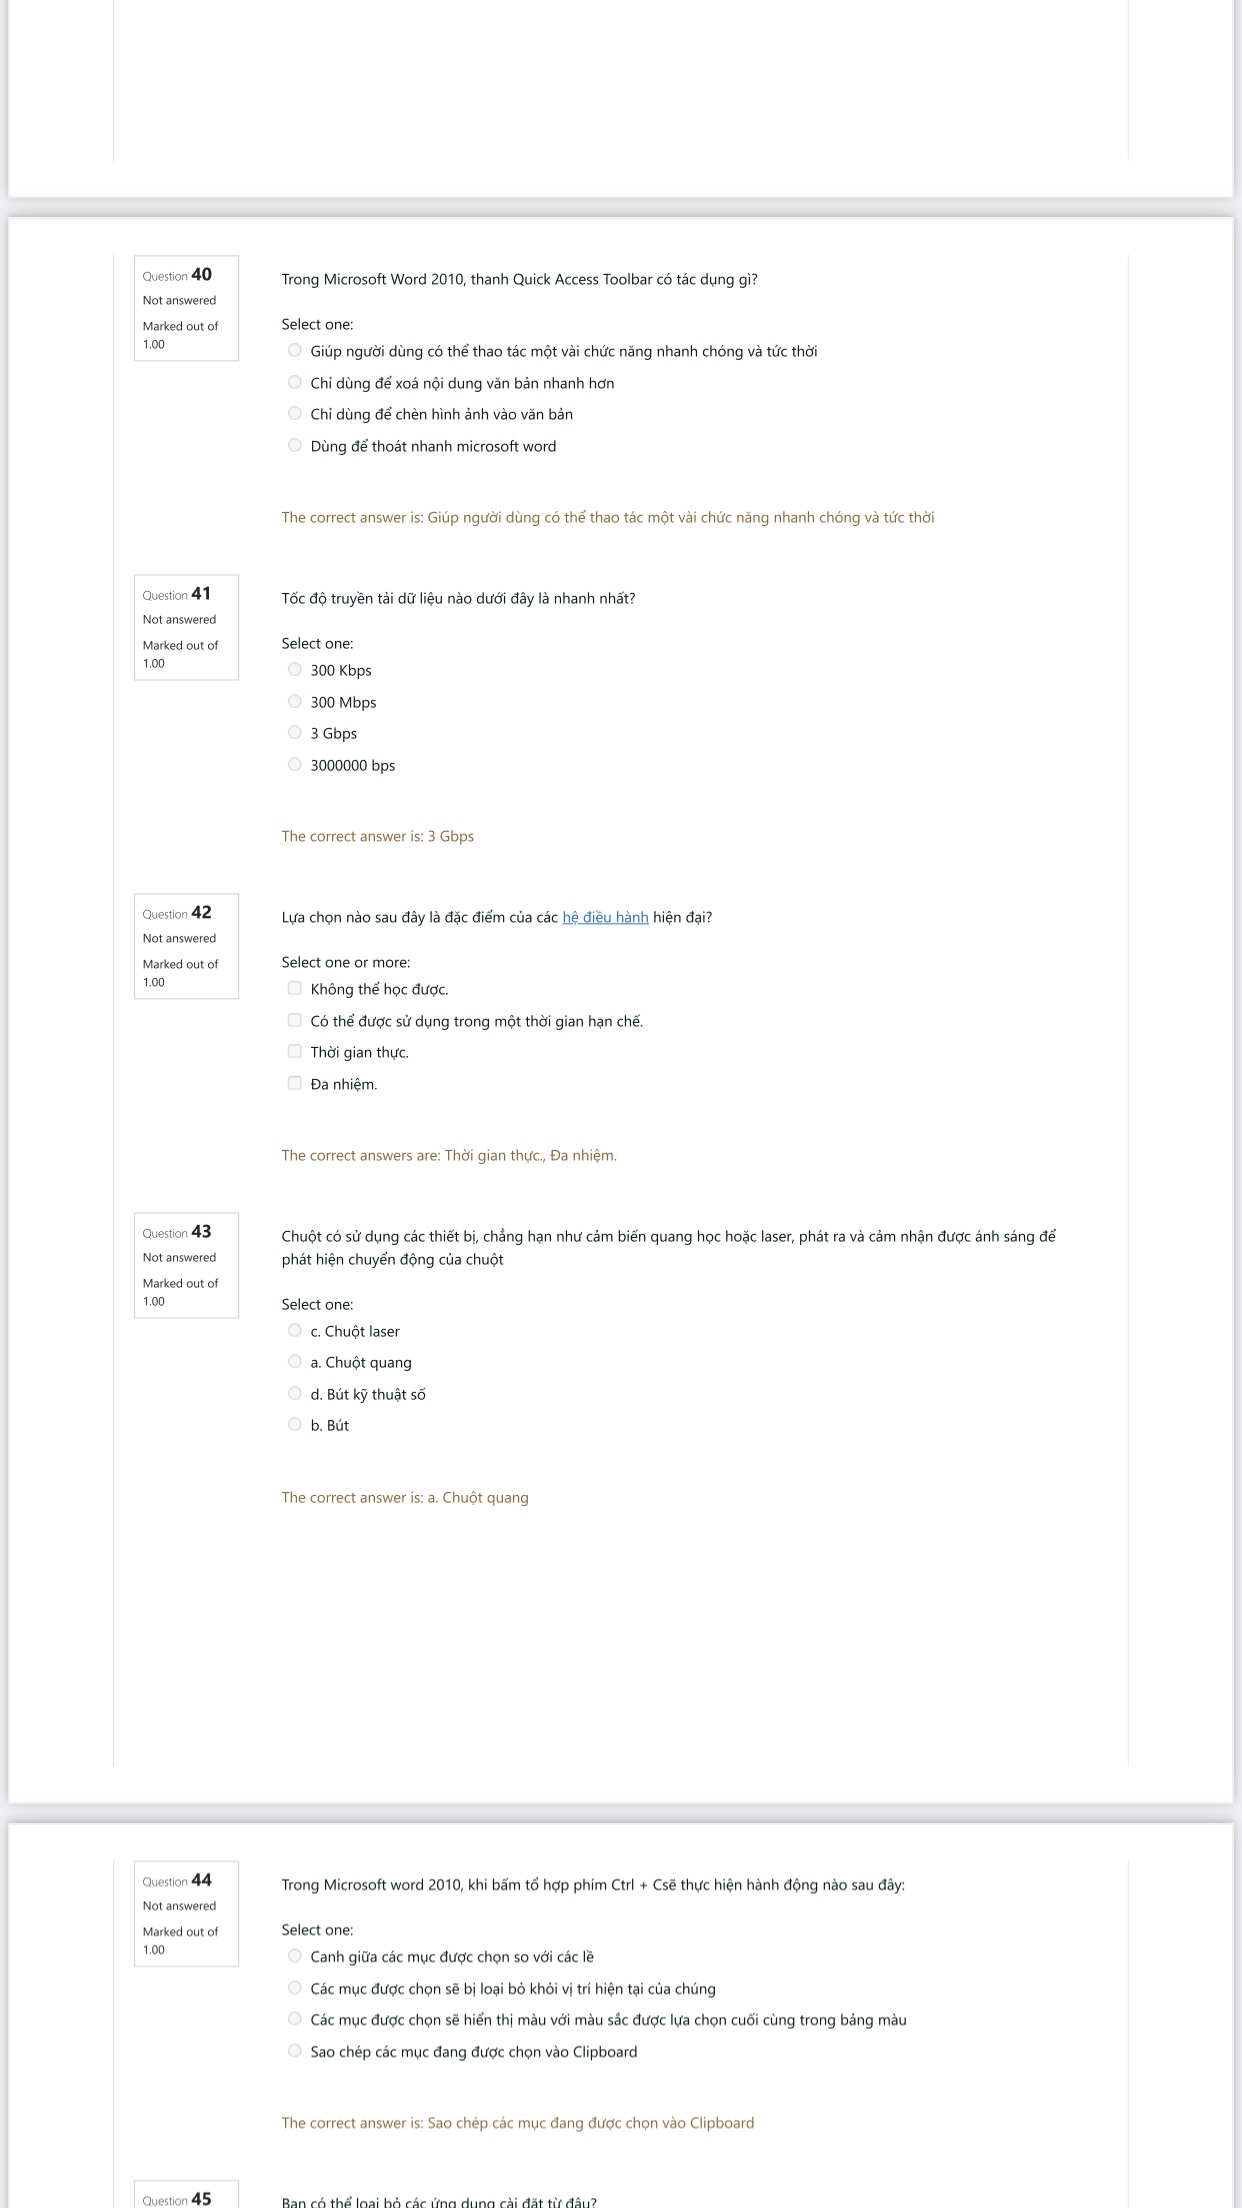 Question 40
Not answered
Marked out of
1.00
Trong Microsoft Word 2010, thanh Quick Access Toolbar có tác dụng gì?
Select one:
Giúp người dùng có thể thao tác một vài chức năng nhanh chóng và tức thời
Chỉ dùng để xoá nội dung văn bản nhanh hơn
Chỉ dùng để chèn hình ảnh vào văn bản
Dùng để thoát nhanh microsoft word
The correct answer is: Giúp người dùng có thể thao tác một vài chức năng nhanh chóng và tức thời
Question 41
Not answered
Marked out of
1.00
Tốc độ truyền tải dữ liệu nào dưới đây là nhanh nhất?
Select one:
300 Kbps
300 Mbps
3 Gbps
3000000 bps
The correct answer is: 3 Gbps
Question 42
Not answered
Marked out of
1.00
Lựa chọn nào sau đây là đặc điểm của các hệ điều hành hiện đại?
Select one or more:
Không thể học được.
Có thể được sử dụng trong một thời gian hạn chế.
Thời gian thực.
Đa nhiệm.
The correct answers are: Thời gian thực., Đa nhiệm.
Question 43
Not answered
Marked out of
1.00
Chuột có sử dụng các thiết bị, chẳng hạn như cảm biến quang học hoặc laser, phát ra và cảm nhận được ánh sáng để
phát hiện chuyển động của chuột
Select one:
c. Chuột laser
a. Chuột quang
d. Bút kỹ thuật số
b. Bút
The correct answer is: a. Chuột quang
Question 44
Not answered
Marked out of
1.00
Trong Microsoft word 2010, khi bấm tổ hợp phím Ctrl + Csẽ thực hiện hành động nào sau đây:
Select one:
Canh giữa các mục được chọn so với các lề
Các mục được chọn sẽ bị loại bỏ khỏi vị trí hiện tại của chúng
Các mục được chọn sẽ hiển thị màu với màu sắc được lựa chọn cuối cùng trong bảng màu
Sao chép các mục đang được chọn vào Clipboard
The correct answer is: Sao chép các mục đang được chọn vào Clipboard
Question 45
Bạn có thể loại bỏ các ứng dụng cài đặt từ đâu?